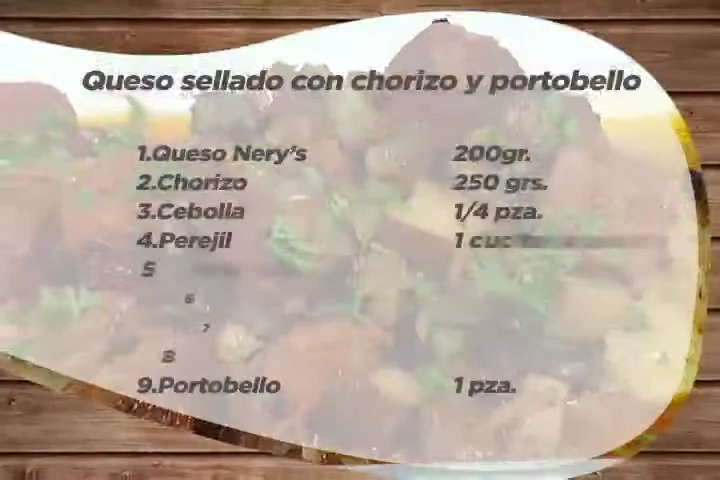 Queso sellado con chorizo y portobello
1.Queso Nery's 200gr.
2.Chorizo 250 grs.
3.Cebolla 1/4 pza.
4.Perejil 1
5
6
7
8
9.Portobello 1 pza.